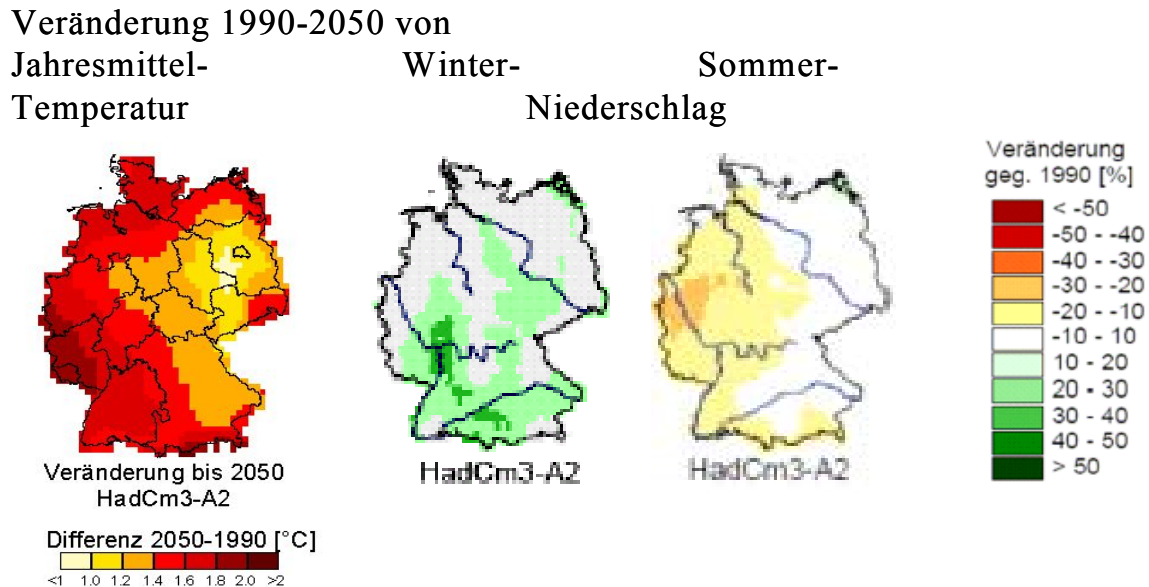 Veränderung 1990-2050 von
Jahresmittel- Winter- Sommer-
Temperatur Niederschlag
Veränderung
geg. 1990 [%]
< -50
-50 - -40
-40 - -30
-30 - -20
-20 - -10
-10 - 10
10 - 20
20 - 30
30 - 40
40 - 50
> 50
Veränderung bis 2050
HadCm3-A2
HadCm3-A2
HadCm3-A2
Differenz 2050-1990 [°C]
<1 1.0 1.2 1.4 1.6 1.8 2.0 >2